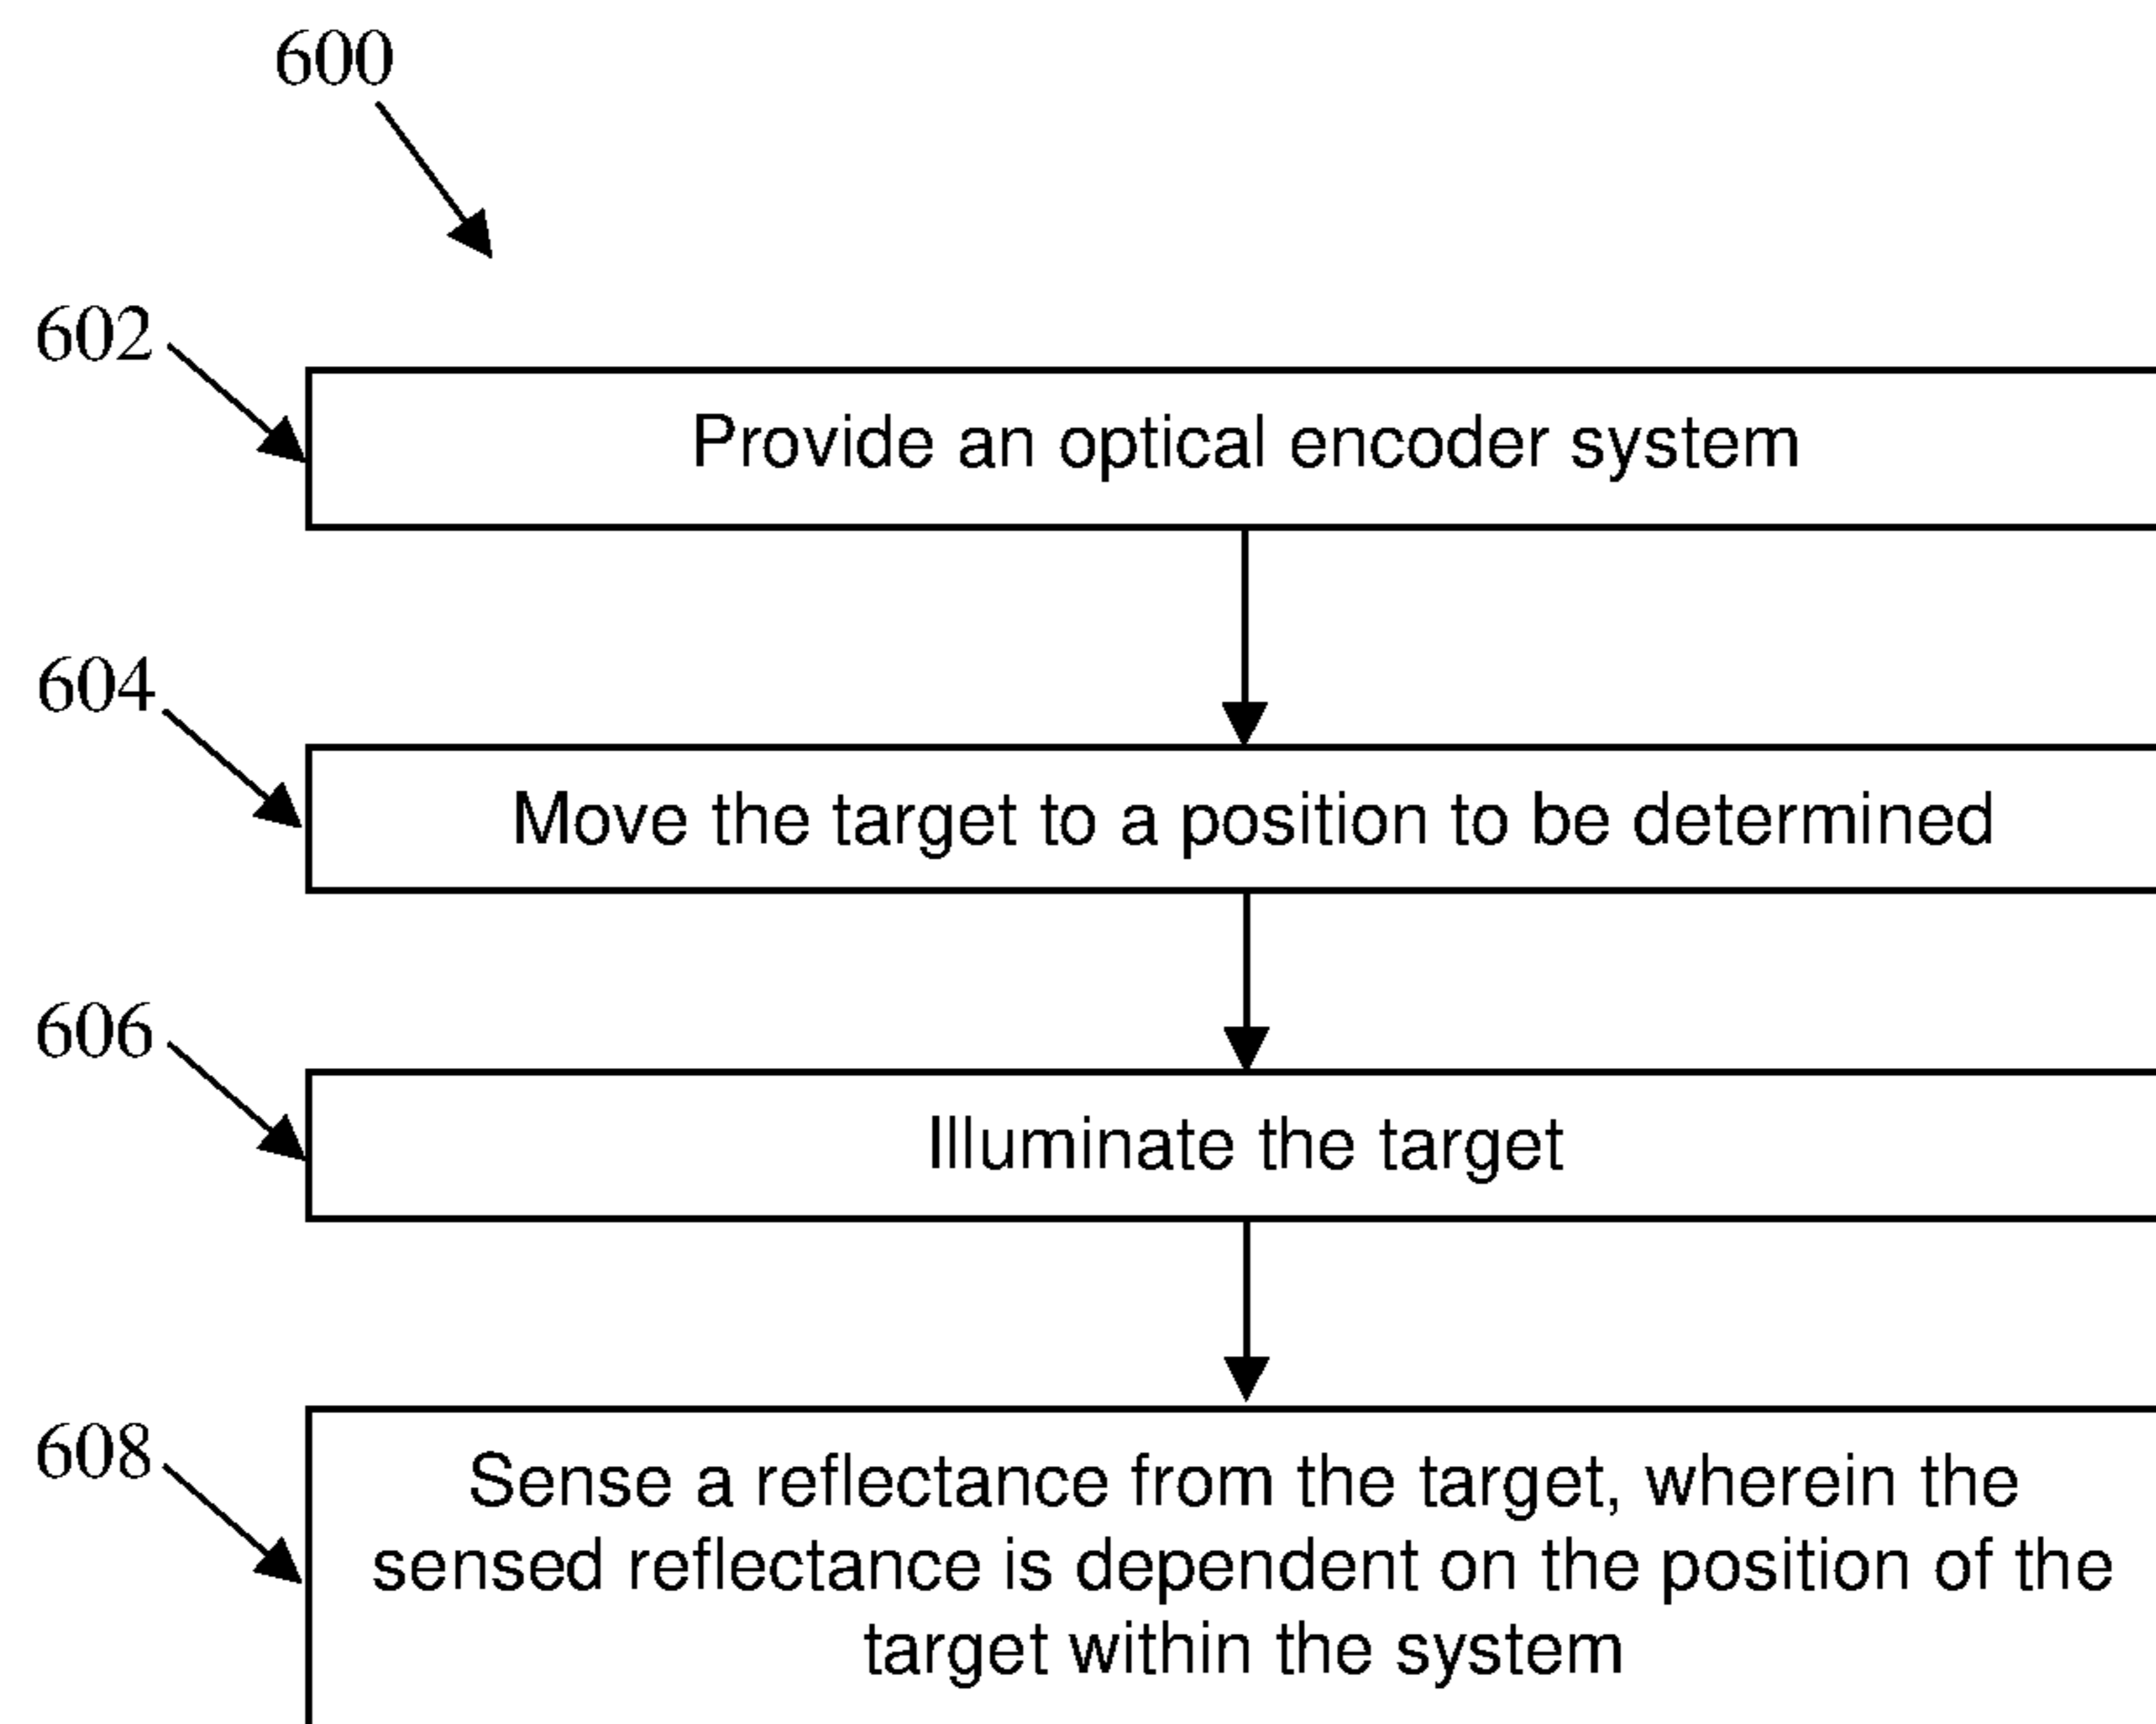 600
602
Provide an optical encoder system
604
Move the target to a position to be determined
606
Illuminate the target
608
Sense a reflectance from the target, wherein the
sensed reflectance is dependent on the position of the
target within the system